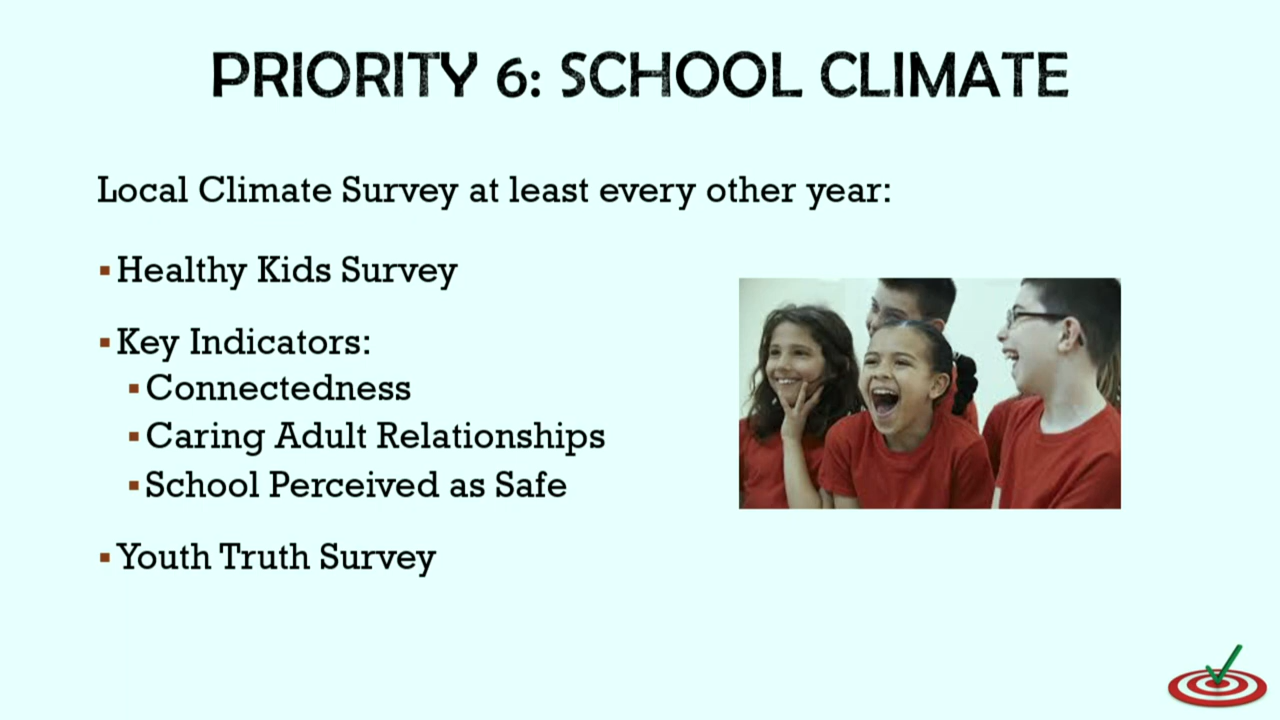 PRIORITY 6: SCHOOL CLIMATE
Local Climate Survey at least every other year:
▪ Healthy Kids Survey
▪ Key Indicators:
▪ Connectedness
▪ Caring Adult Relationships
▪ School Perceived as Safe
▪ Youth Truth Survey